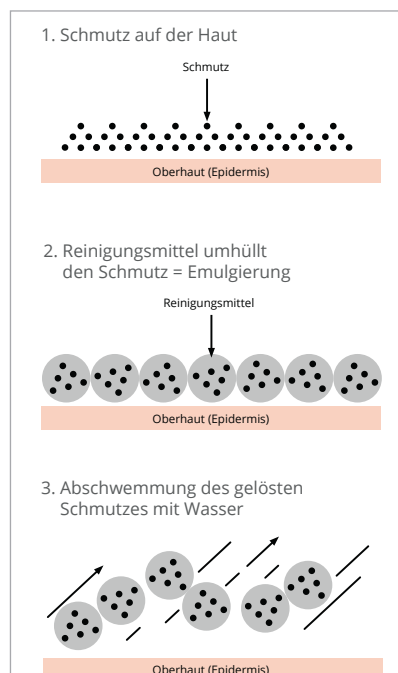 1. Schmutz auf der Haut
Schmutz
Oberhaut (Epidermis)
2. Reinigungsmittel umhüllt
den Schmutz = Emulgierung
Reinigungsmittel
Oberhaut (Epidermis)
3. Abschwemmung des gelösten
Schmutzes mit Wasser
Oberhaut (Epidermis)